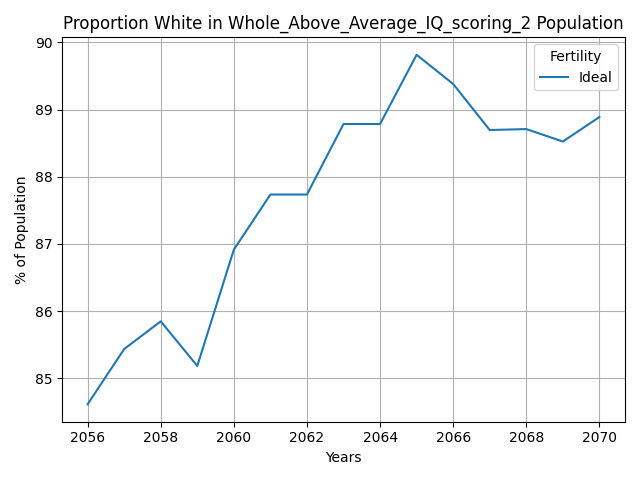 Proportion White in Whole_Above_Average_IQ_scoring_2 Population
90
89
88
87
86
85
% of Population
Fertility
Ideal
2056 2058 2060 2062 2064 2066 2068 2070
Years